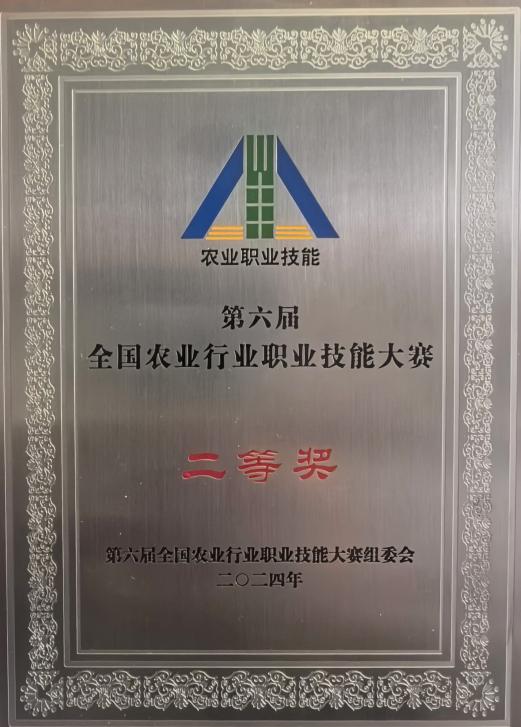 农业职业技能
第六届
全国农业行业职业技能大赛
二等奖
第六届全国农业行业职业技能大赛组委会
二〇二四年